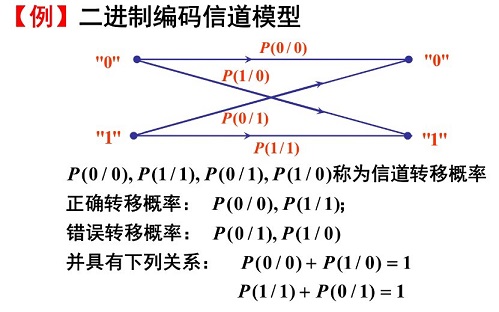 【例】二进制编码信道模型
P(0/0)
"0" "0"
P(1/0)
P(0/1)
"1" "1"
P(1/1)
P(0/0), P(1/1), P(0/1), P(1/0)称为信道转移概率
正确转移概率： P(0/0), P(1/1);
错误转移概率： P(0/1), P(1/0)
并具有下列关系： P(0/0) + P(1/0) = 1
P(1/1) + P(0/1) = 1